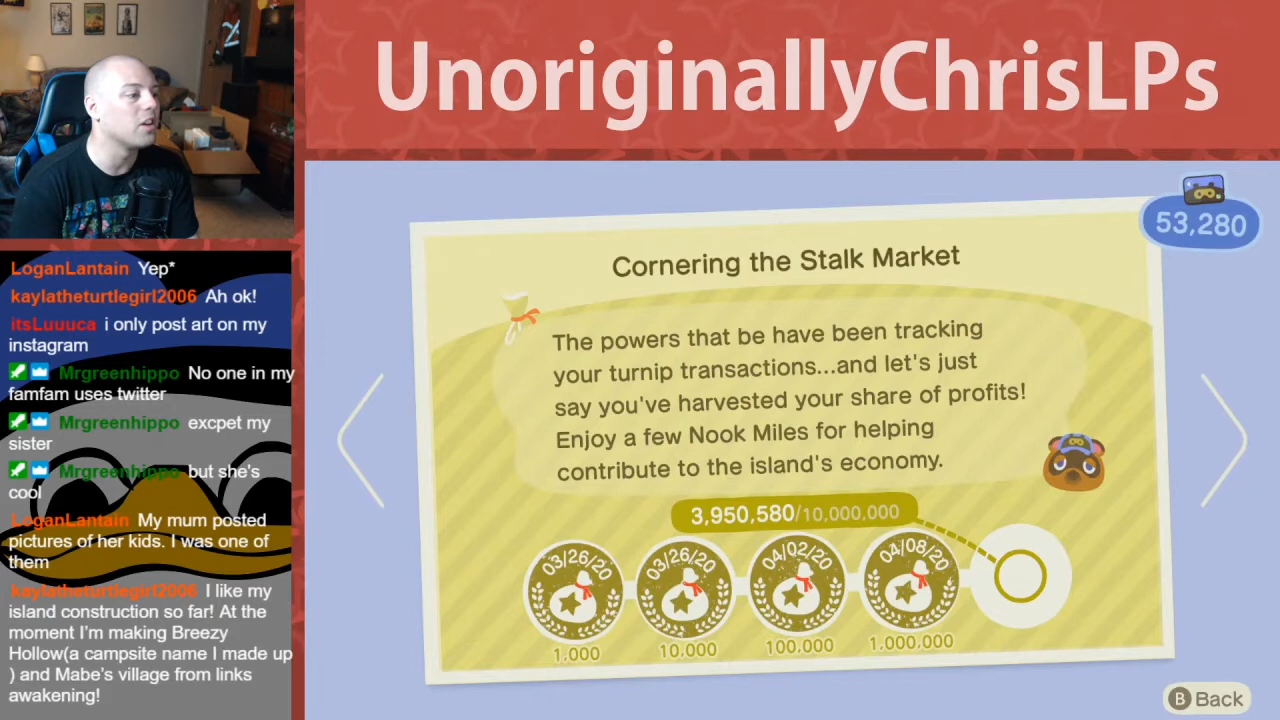 UnoriginallyChrisLPs
LoganLantain Yep*
kaylatheturtlegirl2006 Ah ok!
itsLuuuca i only post art on my
instagram
Mrgreenhippo No one in my
famfam uses twitter
Mrgreenhippo excpet my
sister
Mrgreenhippo but she's
cool
LoganLantain My mum posted
pictures of her kids. I was one of
them
kaylatheturtlegirl2006 I like my
island construction so far! At the
moment I'm making Breezy
Hollow(a campsite name I made up
) and Mabe's village from links
awakening!
53,280
Cornering the Stalk Market
The powers that be have been tracking
your turnip transactions...and let's just
say you've harvested your share of profits!
Enjoy a few Nook Miles for helping
contribute to the island's economy.
3,950,580/10,000,000
03/26/20 03/26/20 04/02/20 04/08/20
1,000 10,000 100,000 1,000,000
B Back